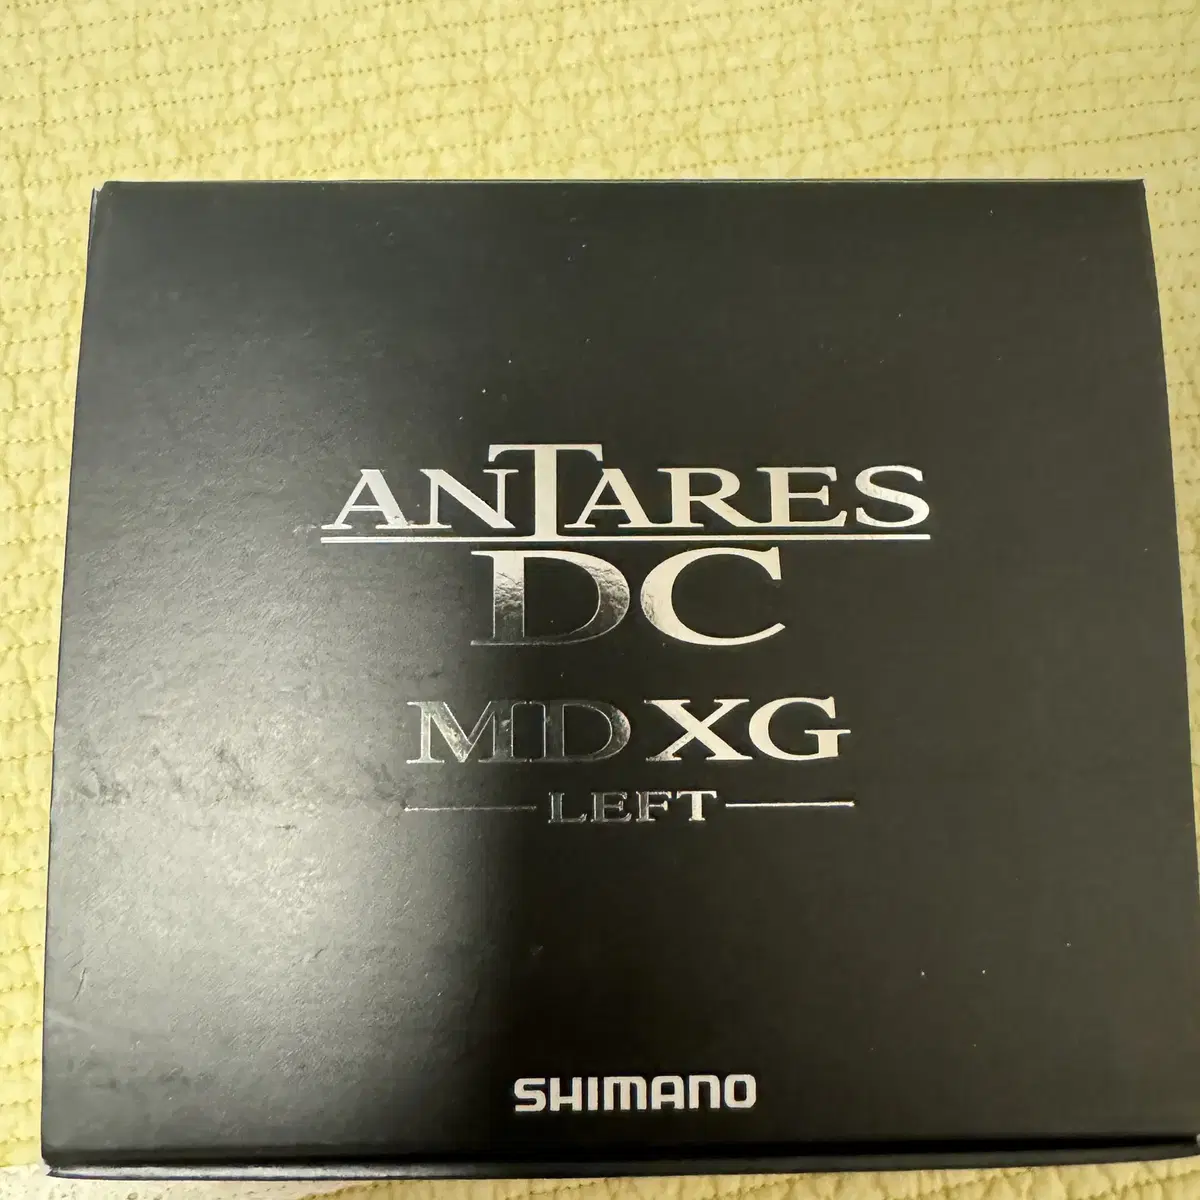 ANTARES
DC
MD XG
LEFT
SHIMANO